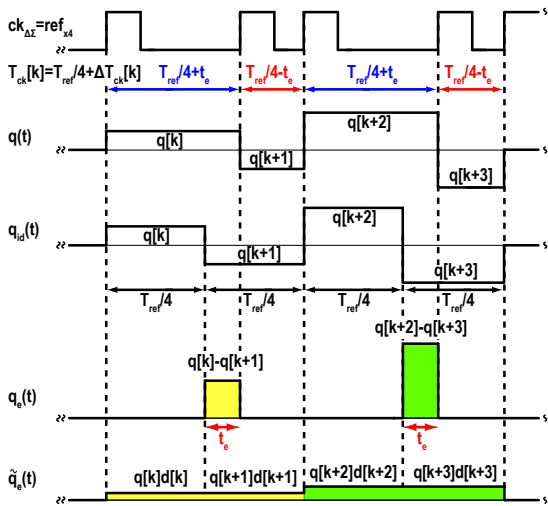 ck_ΔΣ=ref_x4
T_ck[k]=T_ref/4+ΔT_ck[k] T_ref/4+t_e T_ref/4-t_e T_ref/4+t_e T_ref/4-t_e
q(t) q[k] q[k+1] q[k+2] q[k+3]
q_id(t) q[k] q[k+1] q[k+2] q[k+3]
T_ref/4 T_ref/4 T_ref/4 T_ref/4
q[k+2]-q[k+3]
q[k]-q[k+1]
q_e(t)
t_e t_e
q̃_e(t) q[k]d[k] q[k+1]d[k+1] q[k+2]d[k+2] q[k+3]d[k+3]